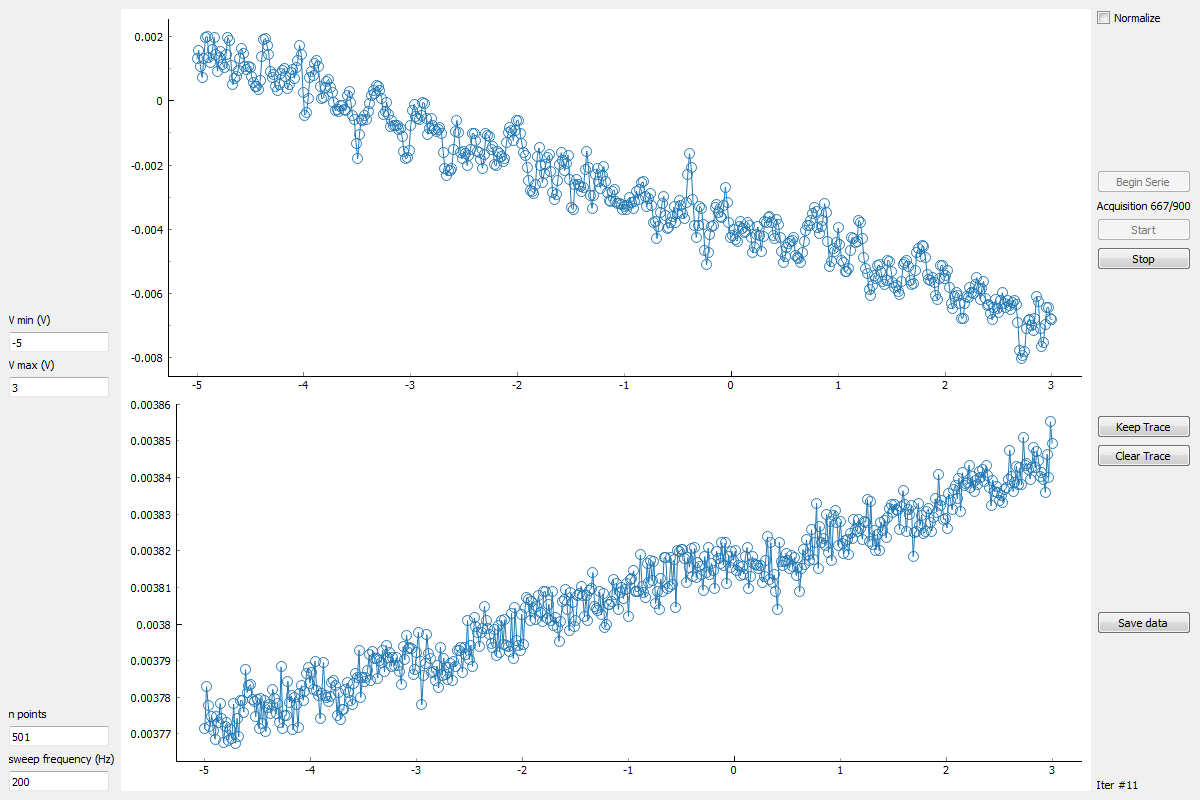 Normalize
0.002
0
-0.002
-0.004
-0.006
-0.008
-5 -4 -3 -2 -1 0 1 2 3
Begin Serie
Acquisition 667/900
Start
Stop
V min (V)
-5
V max (V)
3
0.00386
0.00385
0.00384
0.00383
0.00382
0.00381
0.0038
0.00379
0.00378
0.00377
-5 -4 -3 -2 -1 0 1 2 3
Keep Trace
Clear Trace
Save data
n points
501
sweep frequency (Hz)
200
Iter #11